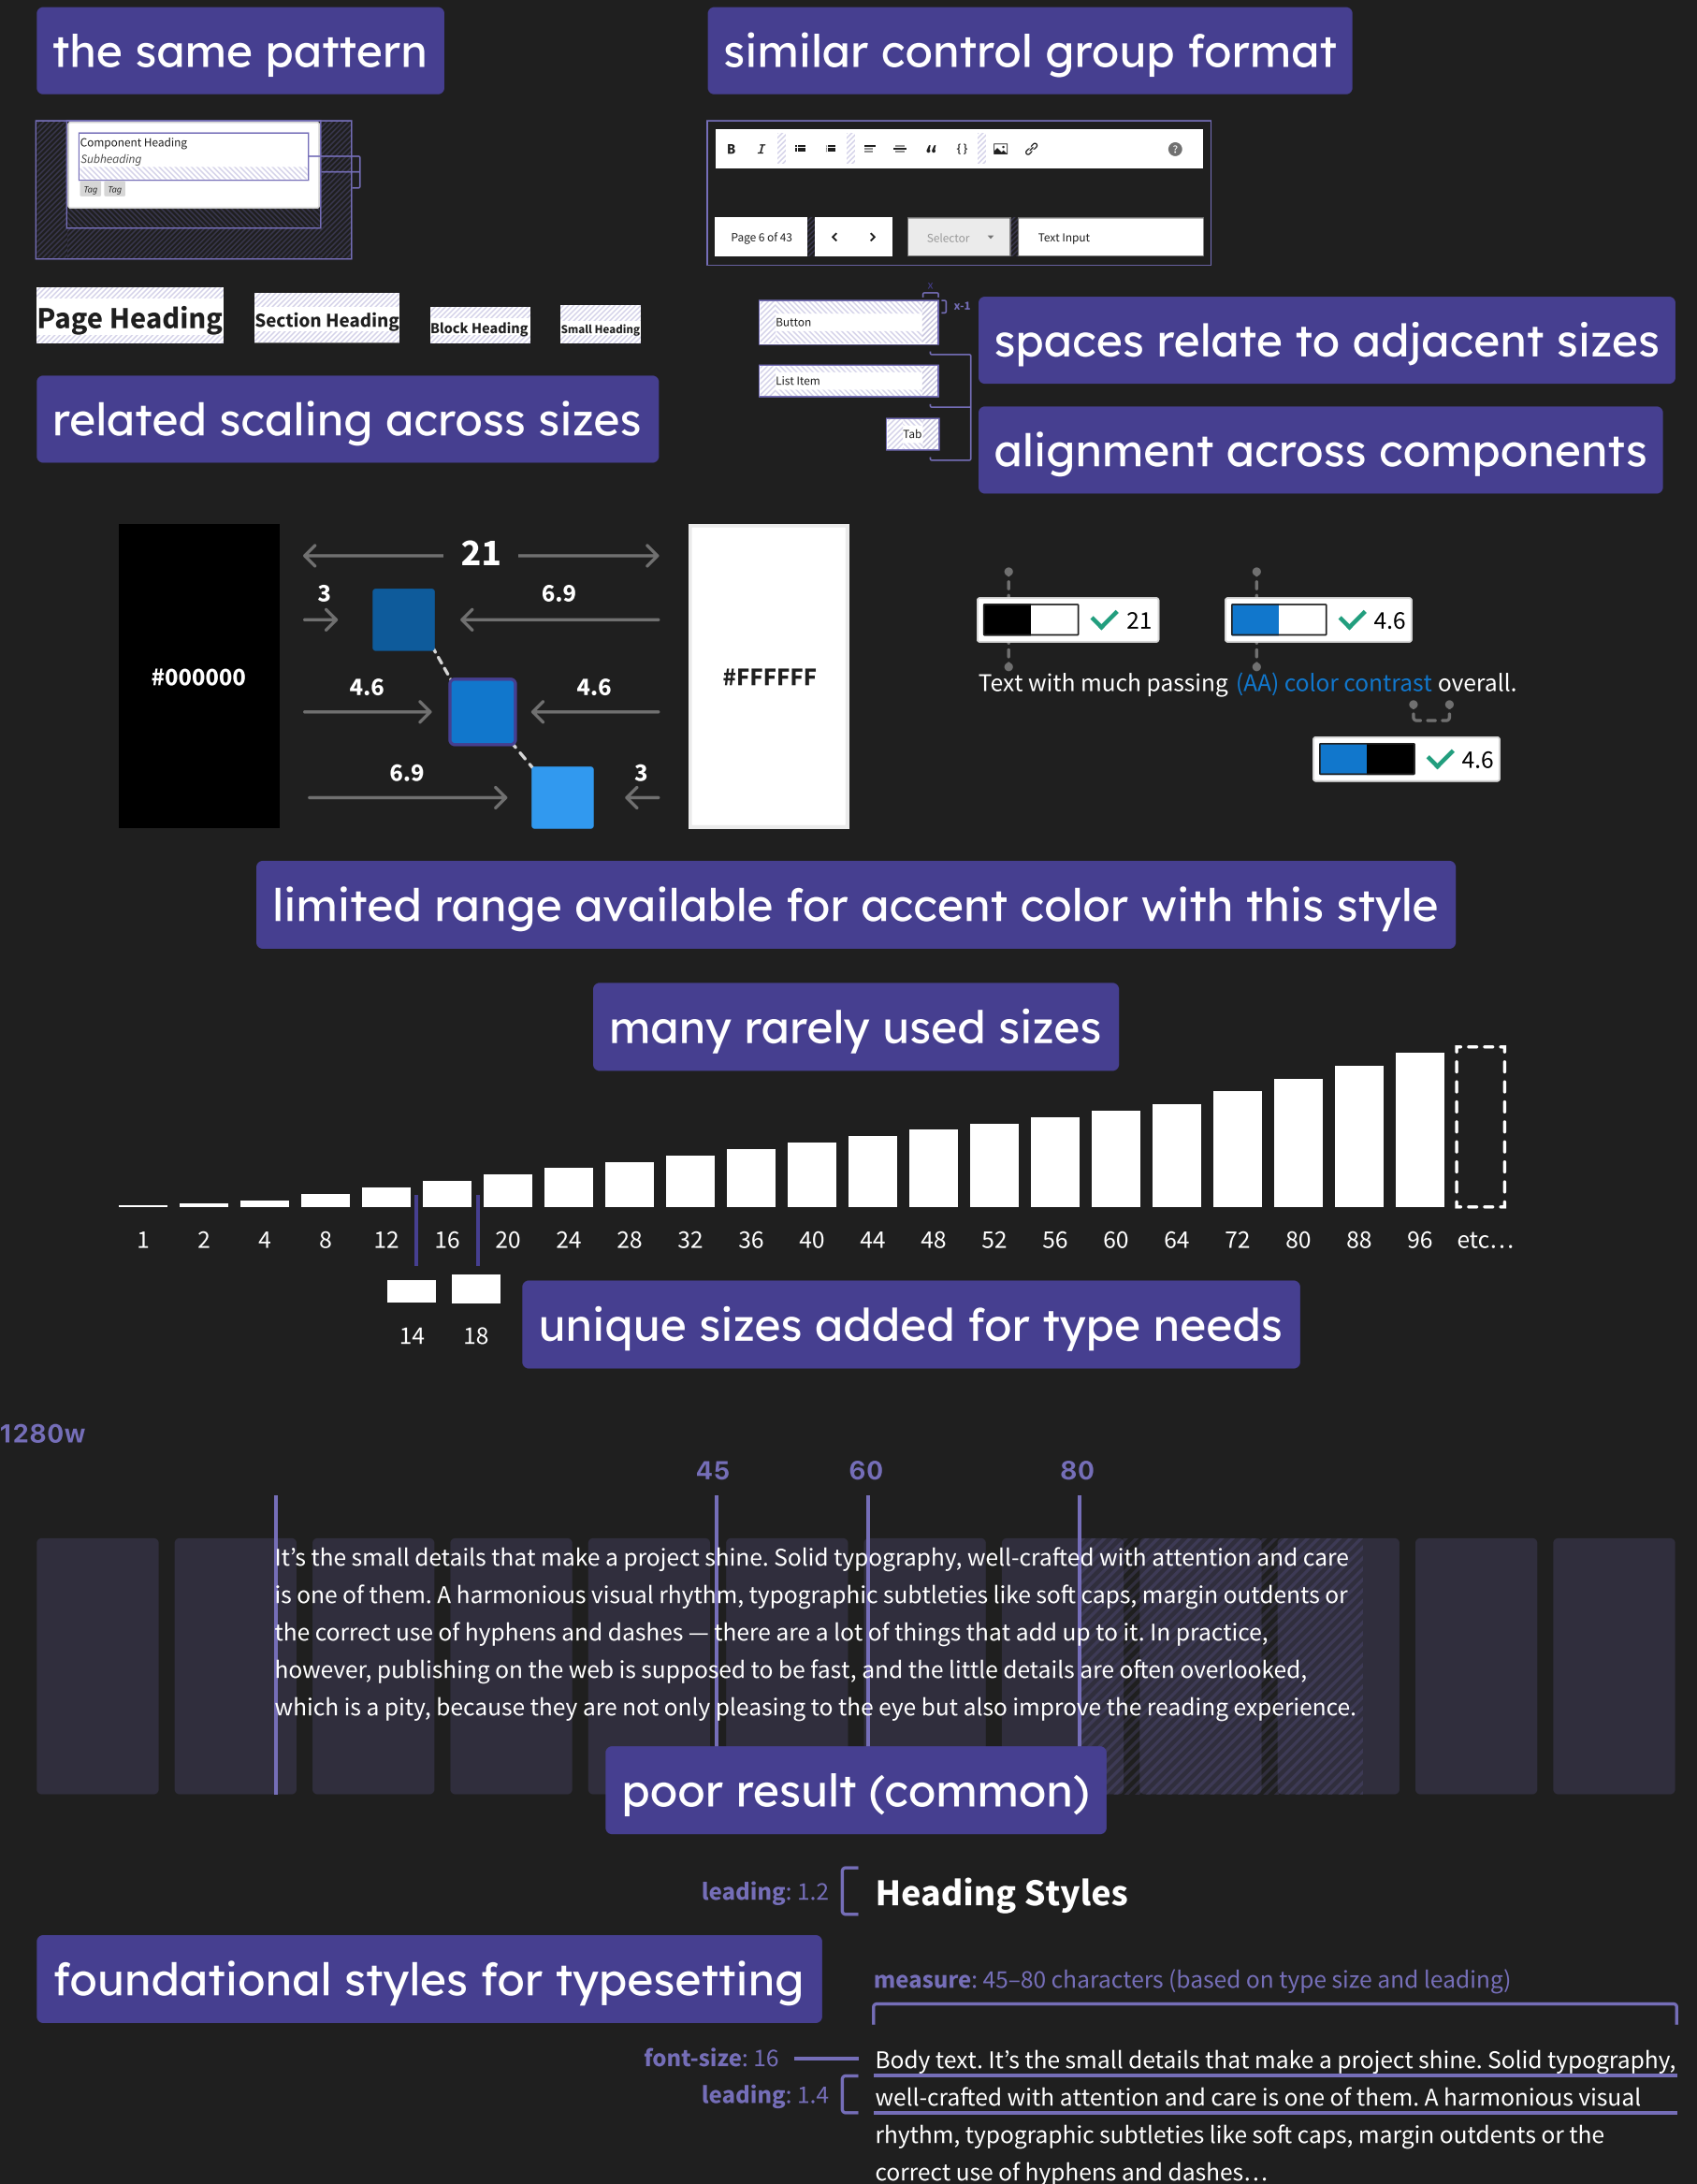 the same pattern
similar control group format
Component Heading
Subheading
Tag Tag
B I “ {} ?
Page 6 of 43 < > Selector Text Input
Page Heading Section Heading Block Heading Small Heading
x
x-1
Button
List Item
Tab
spaces relate to adjacent sizes
alignment across components
related scaling across sizes
#000000
21
3 6.9
4.6 4.6
6.9 3
#FFFFFF
21
4.6
Text with much passing (AA) color contrast overall.
4.6
limited range available for accent color with this style
many rarely used sizes
1 2 4 8 12 16 20 24 28 32 36 40 44 48 52 56 60 64 72 80 88 96 etc…
14 18
unique sizes added for type needs
1280w
45 60 80
It’s the small details that make a project shine. Solid typography, well-crafted with attention and care
is one of them. A harmonious visual rhythm, typographic subtleties like soft caps, margin outdents or
the correct use of hyphens and dashes — there are a lot of things that add up to it. In practice,
however, publishing on the web is supposed to be fast, and the little details are often overlooked,
which is a pity, because they are not only pleasing to the eye but also improve the reading experience.
poor result (common)
leading: 1.2 Heading Styles
foundational styles for typesetting
measure: 45–80 characters (based on type size and leading)
font-size: 16
leading: 1.4
Body text. It’s the small details that make a project shine. Solid typography,
well-crafted with attention and care is one of them. A harmonious visual
rhythm, typographic subtleties like soft caps, margin outdents or the
correct use of hyphens and dashes…